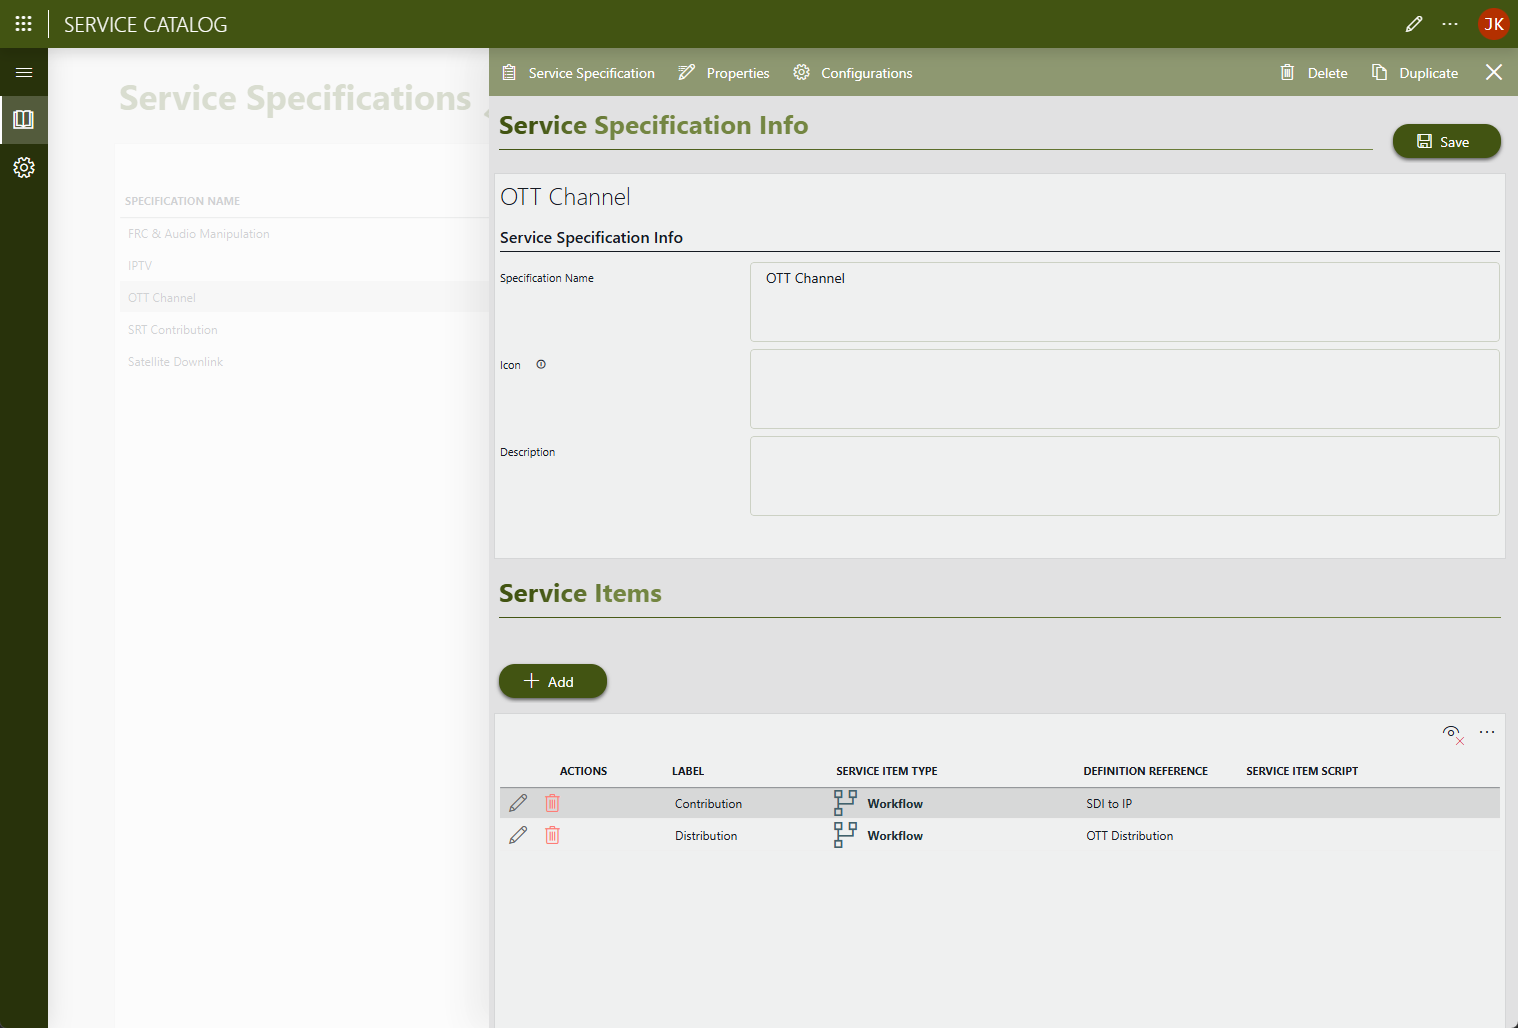 SERVICE CATALOG
JK
Service Specifications
SPECIFICATION NAME
FRC & Audio Manipulation
IPTV
OTT Channel
SRT Contribution
Satellite Downlink
Service Specification Properties Configurations Delete Duplicate
Service Specification Info
Save
OTT Channel
Service Specification Info
Specification Name OTT Channel
Icon
Description
Service Items
Add
ACTIONS LABEL SERVICE ITEM TYPE DEFINITION REFERENCE SERVICE ITEM SCRIPT
Contribution Workflow SDI to IP
Distribution Workflow OTT Distribution